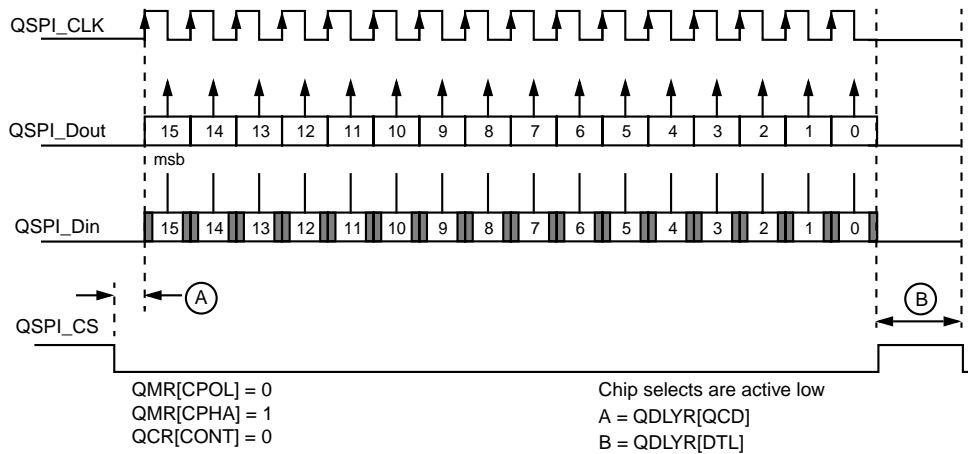 QSPI_CLK
QSPI_Dout 15 14 13 12 11 10 9 8 7 6 5 4 3 2 1 0
msb
QSPI_Din 15 14 13 12 11 10 9 8 7 6 5 4 3 2 1 0
A
B
QSPI_CS
QMR[CPOL] = 0
QMR[CPHA] = 1
QCR[CONT] = 0
Chip selects are active low
A = QDLYR[QCD]
B = QDLYR[DTL]